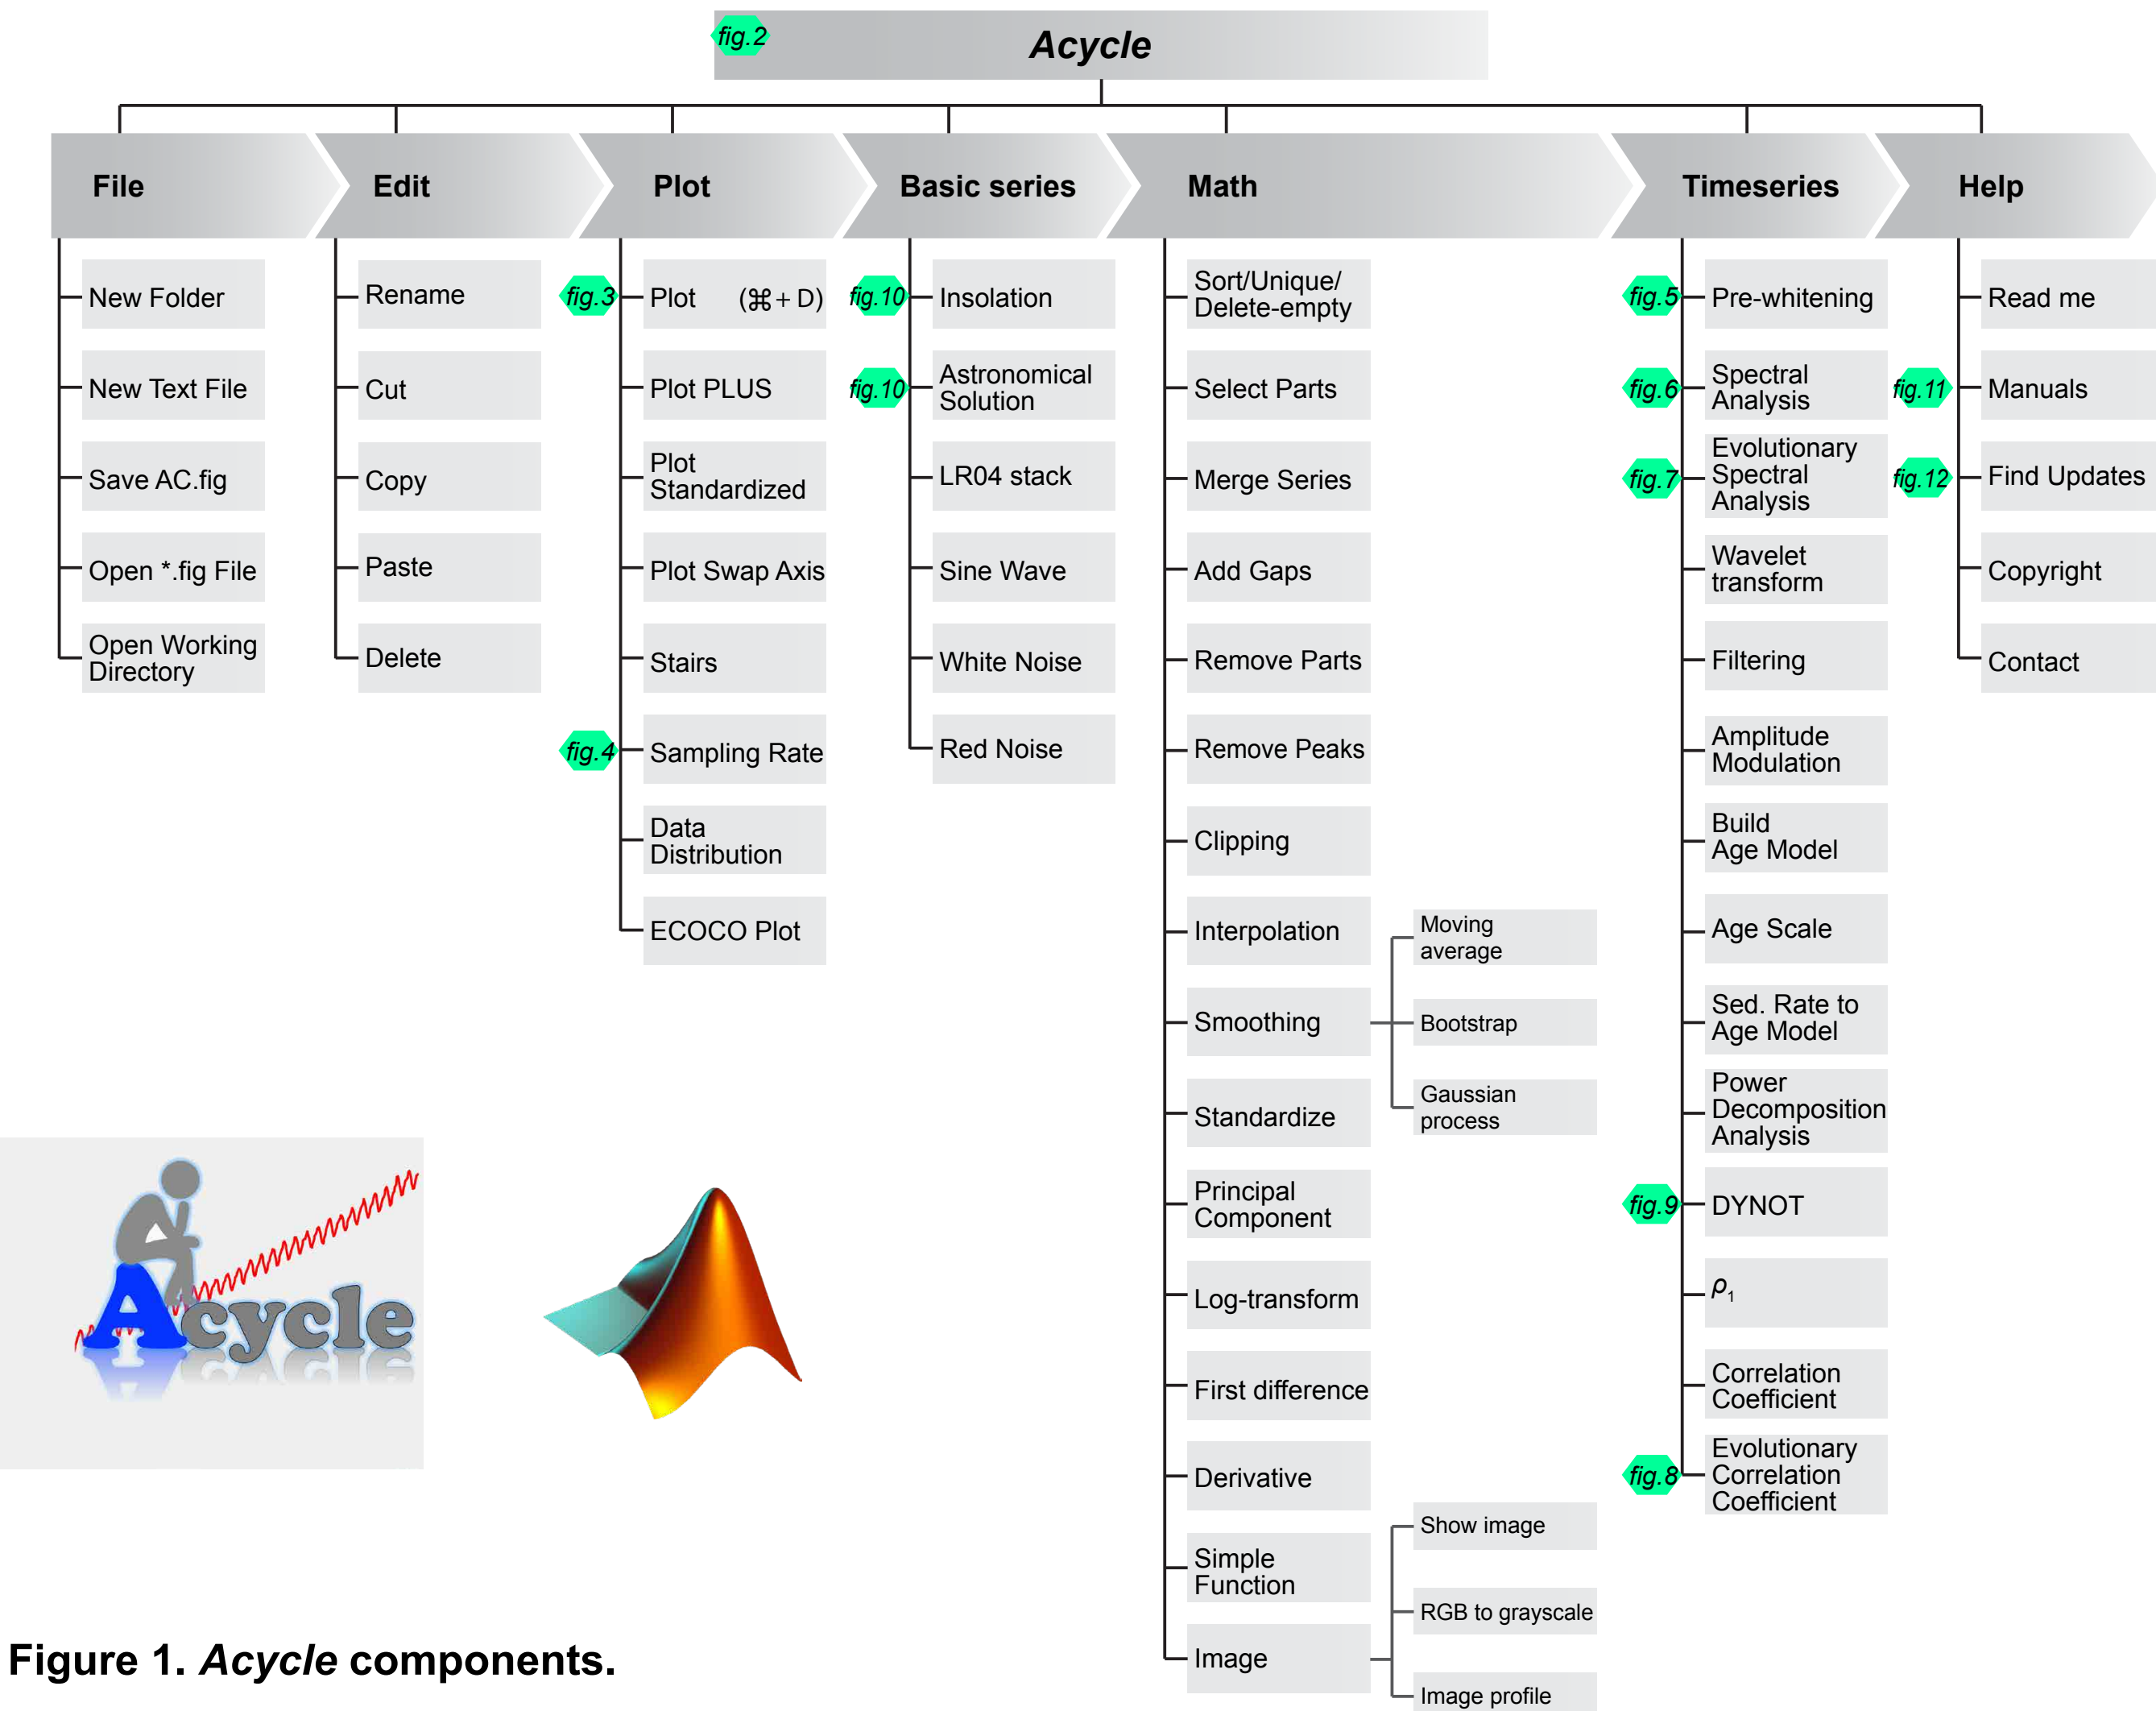 fig.2
Acycle
File
New Folder
New Text File
Save AC.fig
Open *.fig File
Open Working
Directory
Edit
Rename
Cut
Copy
Paste
Delete
Plot
fig.3
Plot (⌘+ D)
Plot PLUS
Plot
Standardized
Plot Swap Axis
Stairs
fig.4
Sampling Rate
Data
Distribution
ECOCO Plot
Basic series
fig.10
Insolation
fig.10
Astronomical
Solution
LR04 stack
Sine Wave
White Noise
Red Noise
Math
Sort/Unique/
Delete-empty
Select Parts
Merge Series
Add Gaps
Remove Parts
Remove Peaks
Clipping
Interpolation
Smoothing
Moving
average
Bootstrap
Gaussian
process
Standardize
Principal
Component
Log-transform
First difference
Derivative
Simple
Function
Image
Show image
RGB to grayscale
Image profile
Timeseries
fig.5
Pre-whitening
fig.6
Spectral
Analysis
fig.7
Evolutionary
Spectral
Analysis
Wavelet
transform
Filtering
Amplitude
Modulation
Build
Age Model
Age Scale
Sed. Rate to
Age Model
Power
Decomposition
Analysis
fig.9
DYNOT
ρ₁
Correlation
Coefficient
fig.8
Evolutionary
Correlation
Coefficient
Help
Read me
fig.11
Manuals
fig.12
Find Updates
Copyright
Contact
Acycle
Figure 1. Acycle components.